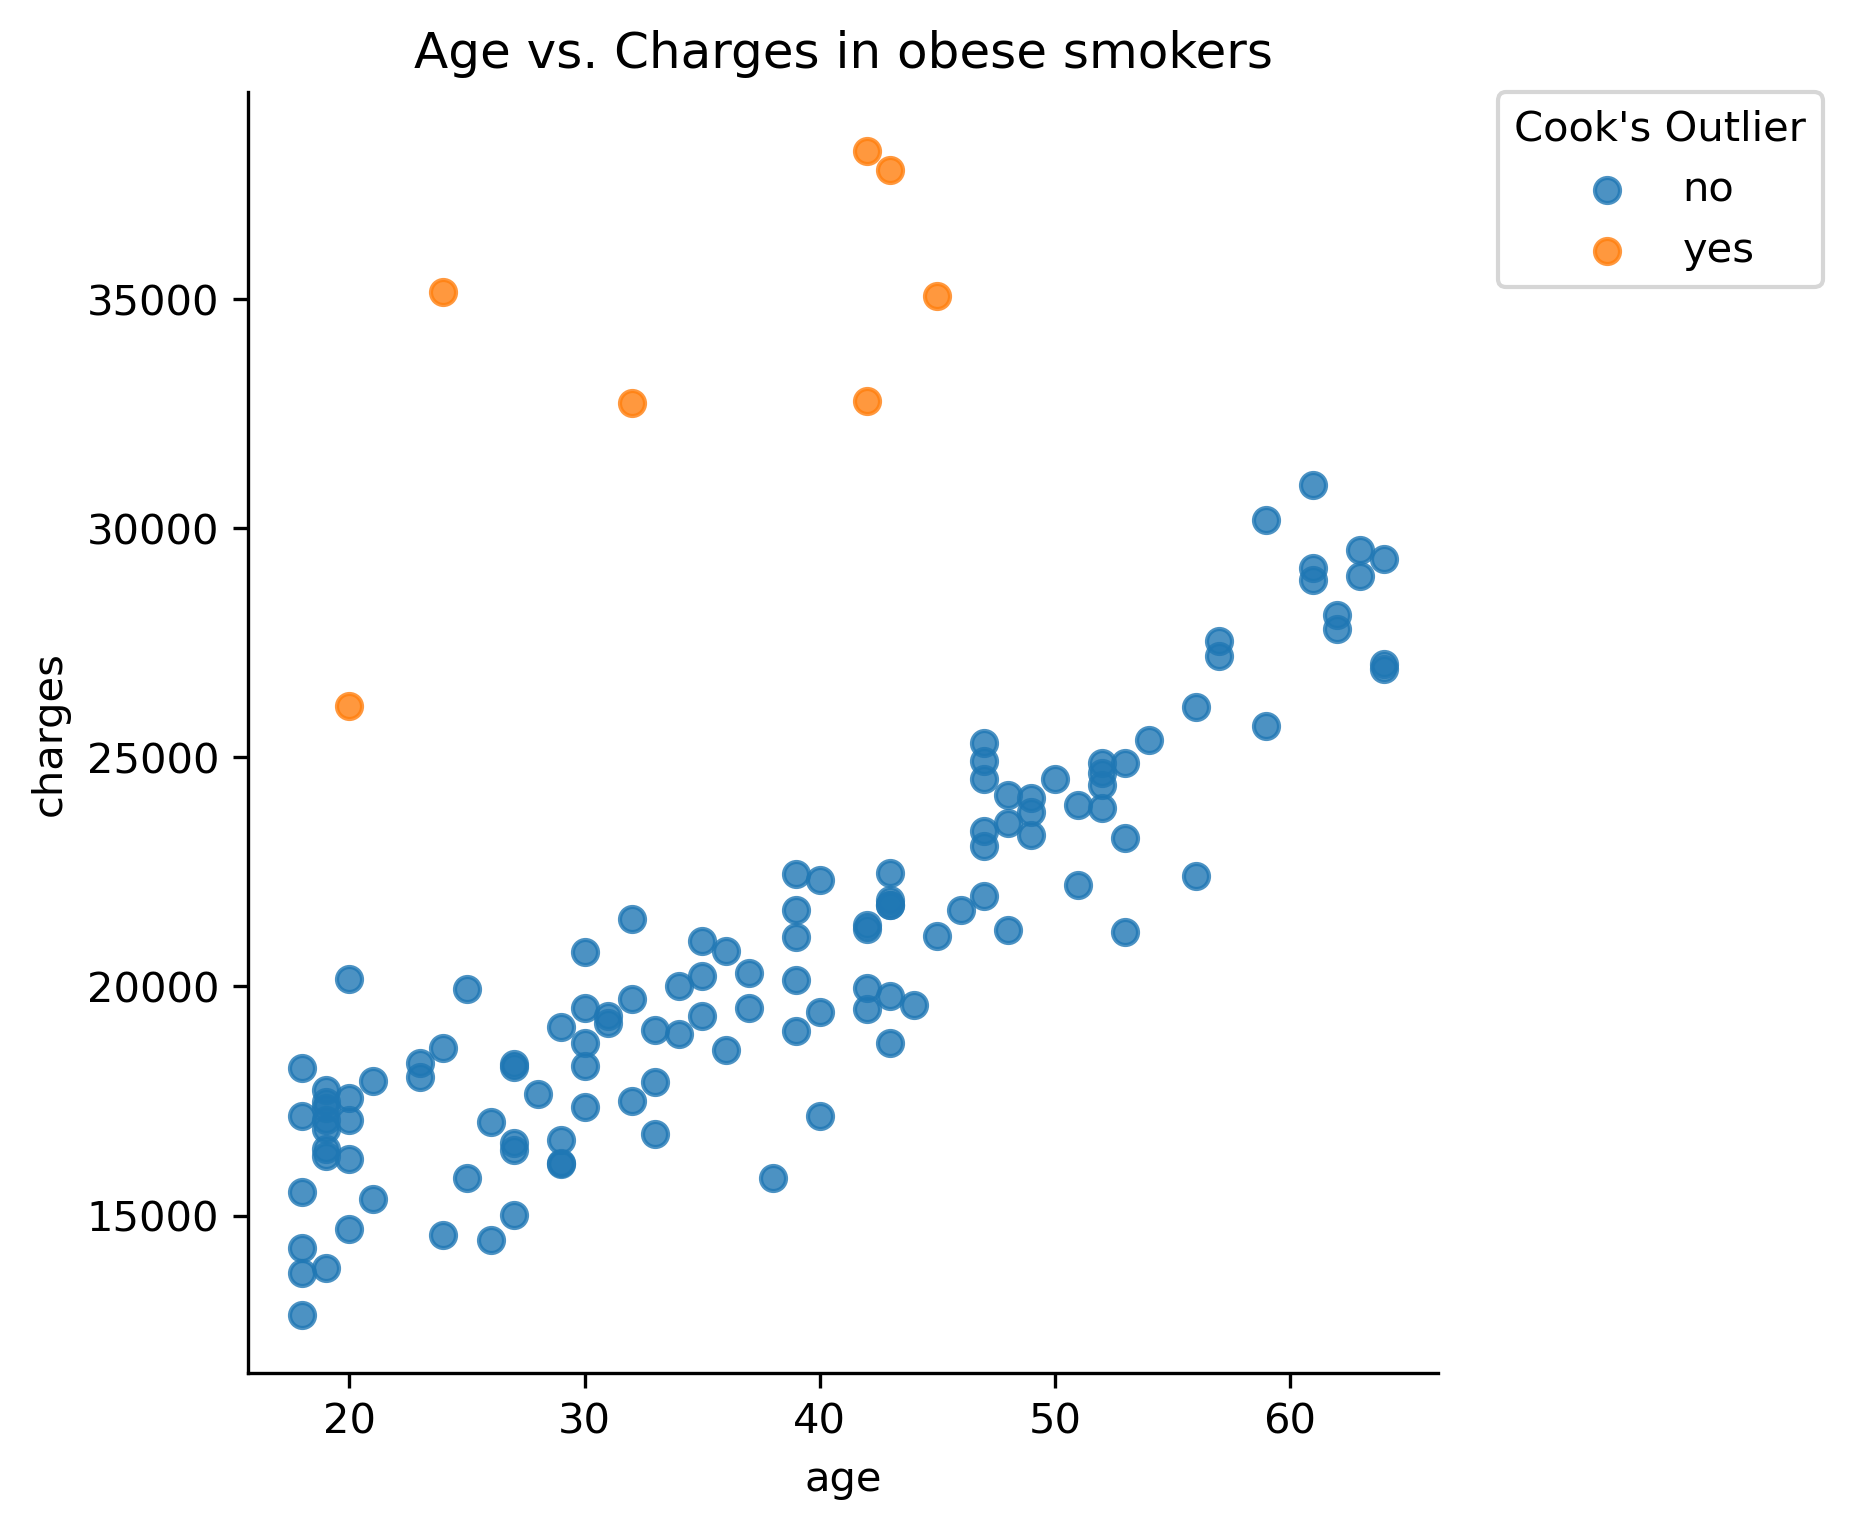 Age vs. Charges in obese smokers
Cook's Outlier
no
yes
charges
35000
30000
25000
20000
15000
20 30 40 50 60
age